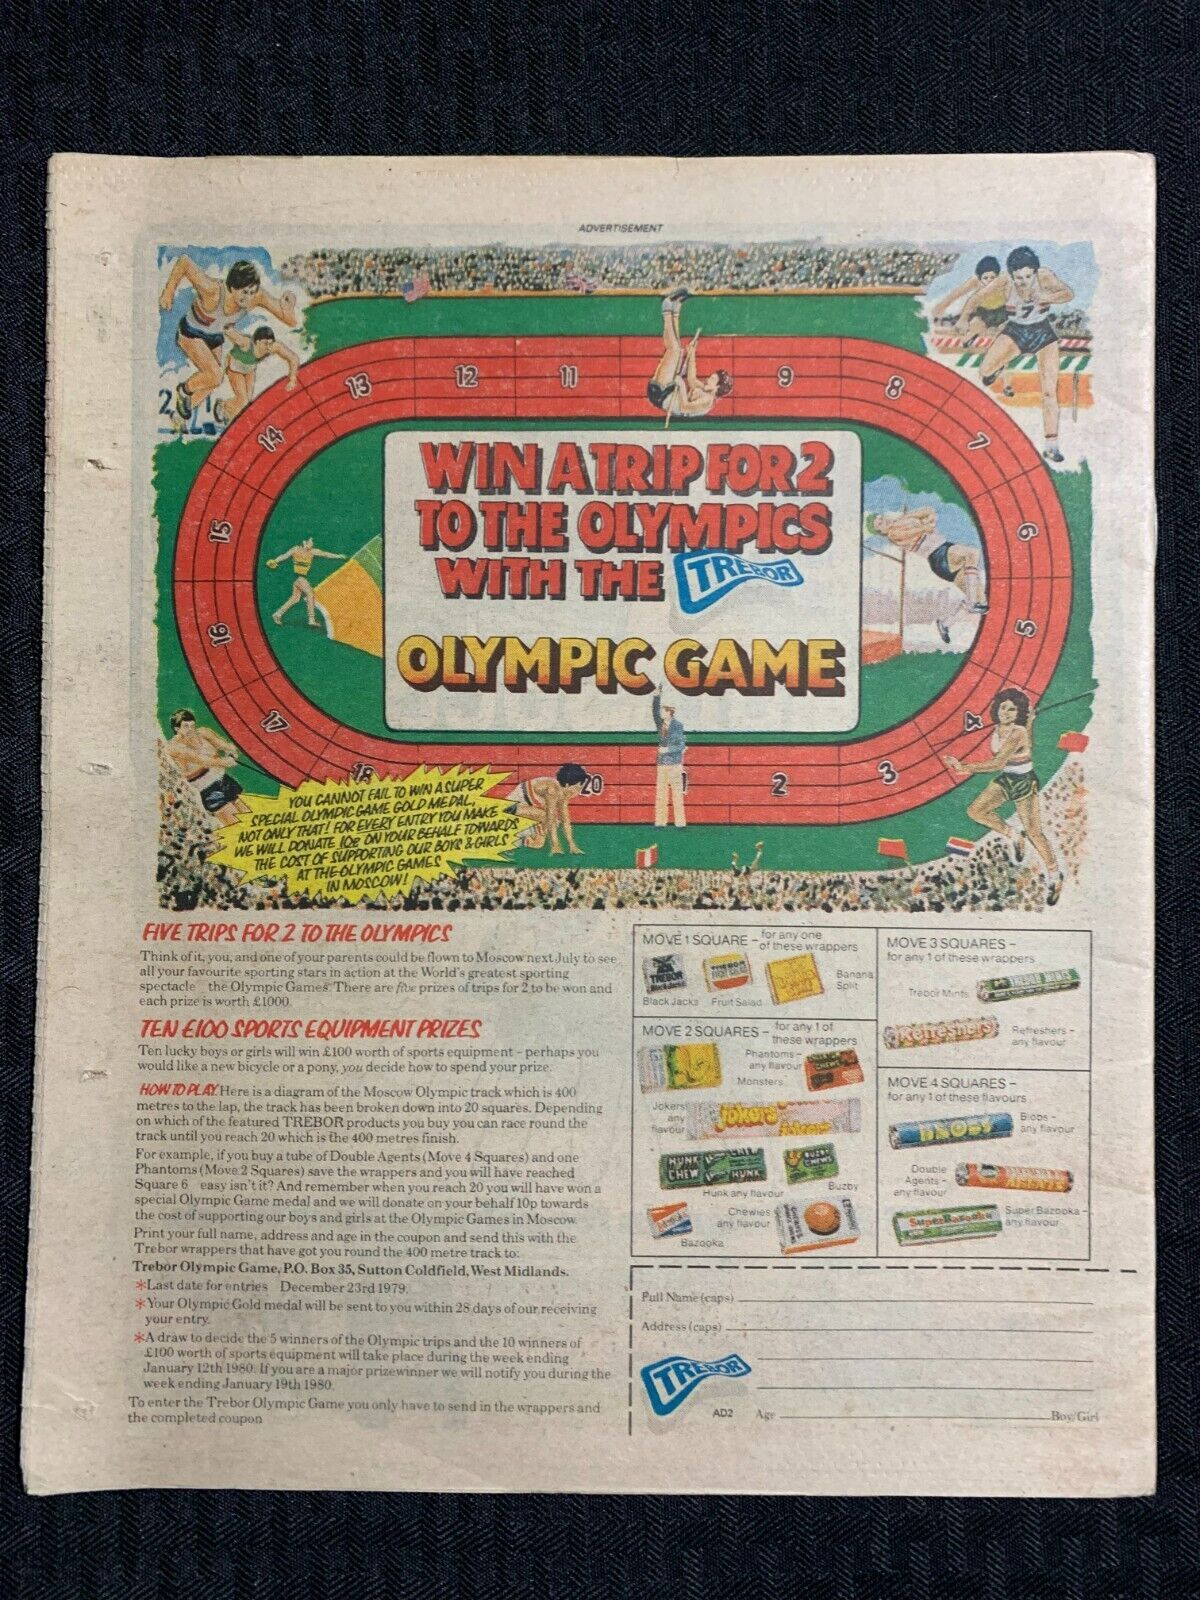 ADVERTISEMENT
WIN A TRIP FOR 2
TO THE OLYMPICS
WITH THE TREBOR
OLYMPIC GAME
1
2
3
4
5
6
7
8
9
11
12
13
14
15
16
17
18
20
YOU CANNOT FAIL TO WIN A SUPER
SPECIAL OLYMPIC GAME GOLD MEDAL,
NOT ONLY THAT! FOR EVERY ENTRY YOU MAKE
WE WILL DONATE 10p ON YOUR BEHALF TOWARDS
THE COST OF SUPPORTING OUR BOYS & GIRLS
AT THE OLYMPIC GAMES
IN MOSCOW!
FIVE TRIPS FOR 2 TO THE OLYMPICS
Think of it, you, and one of your parents could be flown to Moscow next July to see
all your favourite sporting stars in action at the World's greatest sporting
spectacle the Olympic Games. There are five prizes of trips for 2 to be won and
each prize is worth £1000.
TEN £100 SPORTS EQUIPMENT PRIZES
Ten lucky boys or girls will win £100 worth of sports equipment - perhaps you
would like a new bicycle or a pony, you decide how to spend your prize.
HOW TO PLAY. Here is a diagram of the Moscow Olympic track which is 400
metres to the lap, the track has been broken down into 20 squares. Depending
on which of the featured TREBOR products you buy you can race round the
track until you reach 20 which is the 400 metres finish.
For example, if you buy a tube of Double Agents (Move 4 Squares) and one
Phantoms (Move 2 Squares) save the wrappers and you will have reached
Square 6 easy isn't it? And remember when you reach 20 you will have won a
special Olympic Game medal and we will donate on your behalf 10p towards
the cost of supporting our boys and girls at the Olympic Games in Moscow.
Print your full name, address and age in the coupon and send this with the
Trebor wrappers that have got you round the 400 metre track to:
Trebor Olympic Game, P.O. Box 35, Sutton Coldfield, West Midlands.
*Last date for entries December 23rd 1979.
*Your Olympic Gold medal will be sent to you within 28 days of our receiving
your entry.
*A draw to decide the 5 winners of the Olympic trips and the 10 winners of
£100 worth of sports equipment will take place during the week ending
January 12th 1980. If you are a major prizewinner we will notify you during the
week ending January 19th 1980.
To enter the Trebor Olympic Game you only have to send in the wrappers and
the completed coupon
MOVE 1 SQUARE - for any one
of these wrappers
TREBOR
Black Jacks
FRUIT SALAD
Fruit Salad
Banana
Split
MOVE 2 SQUARES - for any 1 of
these wrappers
Phantoms -
any flavour
Monsters
Jokers
any
flavour
Jokers
Jokers
HUNK
CHEW
Hunk any flavour
BUZBY
CHEWS
Buzby
Bazooka
Chewies
any flavour
MOVE 3 SQUARES -
for any 1 of these wrappers
Trebor Mints
TREBOR MINTS
Refreshers
Refreshers -
any flavour
MOVE 4 SQUARES -
for any 1 of these flavours
BLOBS
Blobs -
any flavour
Double
Agents -
any flavour
Super Bazooka
Super Bazooka -
any flavour
Full Name (caps)
Address (caps)
TREBOR
AD2
Age
Boy/Girl